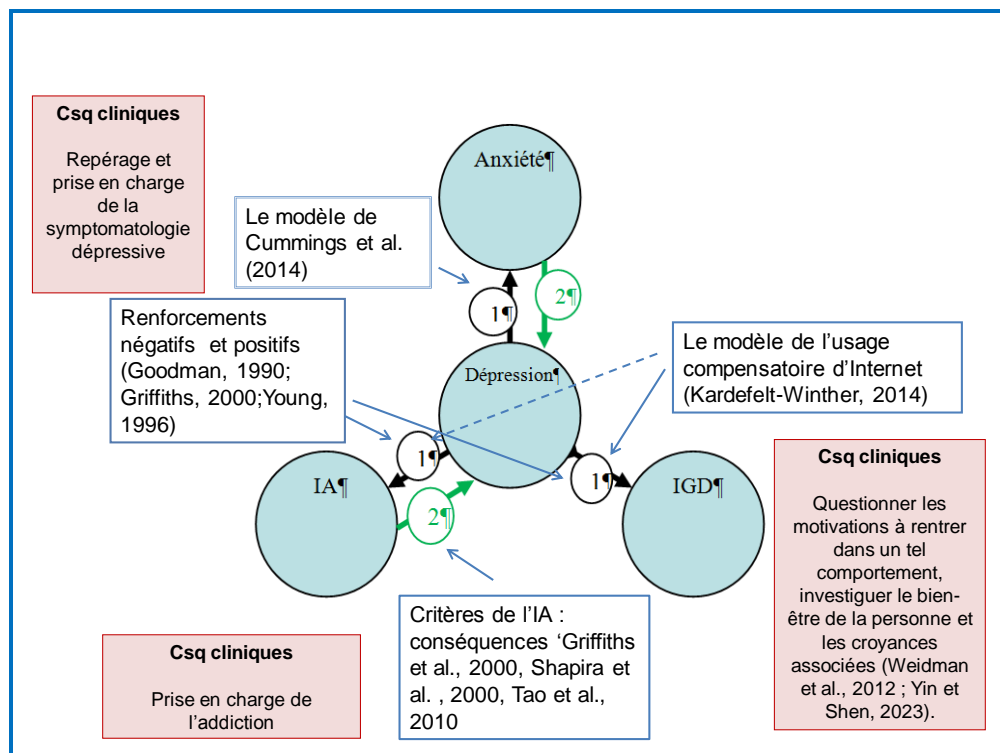 Csq cliniques
Repérage et
prise en charge
de la
symptomatologie
dépressive
Anxiété¶
Le modèle de
Cummings et al.
(2014)
1¶
2¶
Renforcements
négatifs et positifs
(Goodman, 1990;
Griffiths, 2000;Young,
1996)
Dépression¶
Le modèle de l’usage
compensatoire d’Internet
(Kardefelt-Winther, 2014)
1¶
1¶
IA¶
2¶
IGD¶
Csq cliniques
Questionner les
motivations à rentrer
dans un tel
comportement,
investiguer le bien-
être de la personne et
les croyances
associées (Weidman
et al., 2012 ; Yin et
Shen, 2023).
Critères de l’IA :
conséquences ‘Griffiths
et al., 2000, Shapira et
al. , 2000, Tao et al.,
2010
Csq cliniques
Prise en charge de
l’addiction